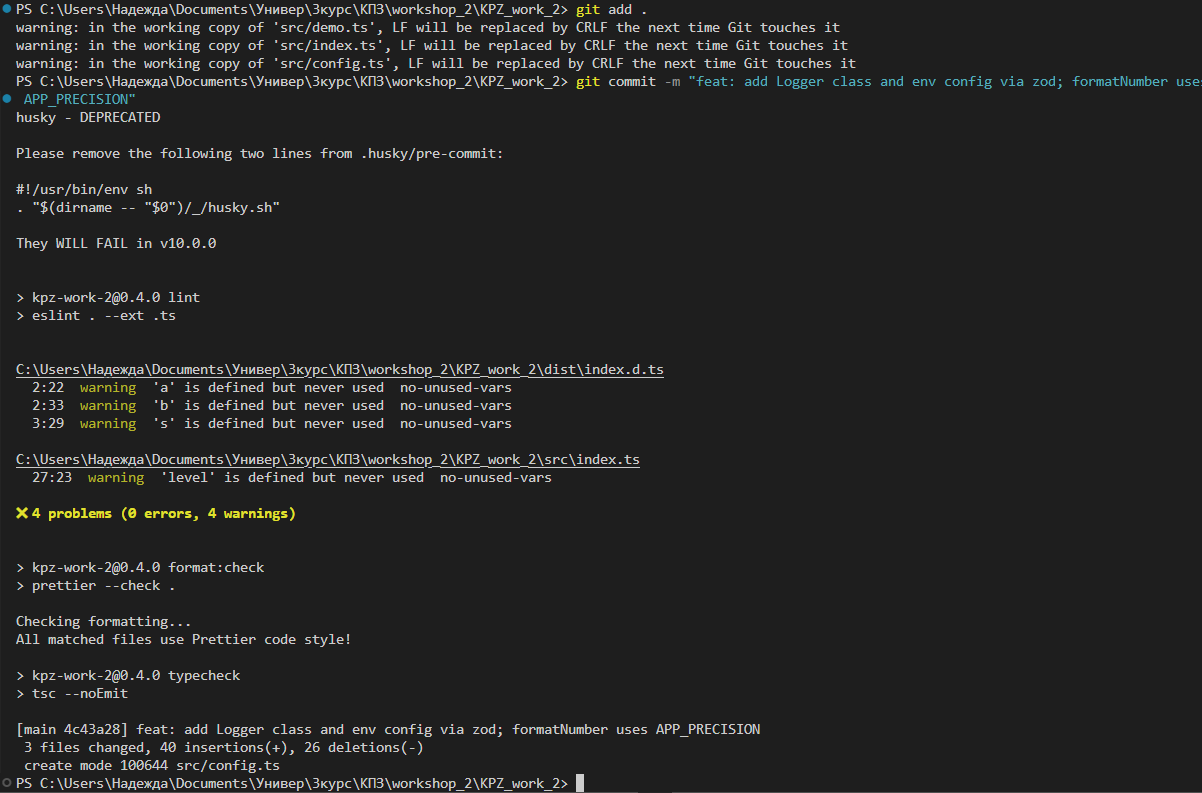 PS C:\Users\Надежда\Documents\Универ\3курс\КПЗ\workshop_2\KPZ_work_2> git add .
warning: in the working copy of 'src/demo.ts', LF will be replaced by CRLF the next time Git touches it
warning: in the working copy of 'src/index.ts', LF will be replaced by CRLF the next time Git touches it
warning: in the working copy of 'src/config.ts', LF will be replaced by CRLF the next time Git touches it
PS C:\Users\Надежда\Documents\Универ\3курс\КПЗ\workshop_2\KPZ_work_2> git commit -m "feat: add Logger class and env config via zod; formatNumber uses
APP_PRECISION"
husky - DEPRECATED
Please remove the following two lines from .husky/pre-commit:
#!/usr/bin/env sh
. "$(dirname -- "$0")/_/husky.sh"
They WILL FAIL in v10.0.0
> kpz-work-2@0.4.0 lint
> eslint . --ext .ts
C:\Users\Надежда\Documents\Универ\3курс\КПЗ\workshop_2\KPZ_work_2\dist\index.d.ts
2:22 warning 'a' is defined but never used no-unused-vars
2:33 warning 'b' is defined but never used no-unused-vars
3:29 warning 's' is defined but never used no-unused-vars
C:\Users\Надежда\Documents\Универ\3курс\КПЗ\workshop_2\KPZ_work_2\src\index.ts
27:23 warning 'level' is defined but never used no-unused-vars
✖ 4 problems (0 errors, 4 warnings)
> kpz-work-2@0.4.0 format:check
> prettier --check .
Checking formatting...
All matched files use Prettier code style!
> kpz-work-2@0.4.0 typecheck
> tsc --noEmit
[main 4c43a28] feat: add Logger class and env config via zod; formatNumber uses APP_PRECISION
3 files changed, 40 insertions(+), 26 deletions(-)
create mode 100644 src/config.ts
PS C:\Users\Надежда\Documents\Универ\3курс\КПЗ\workshop_2\KPZ_work_2>